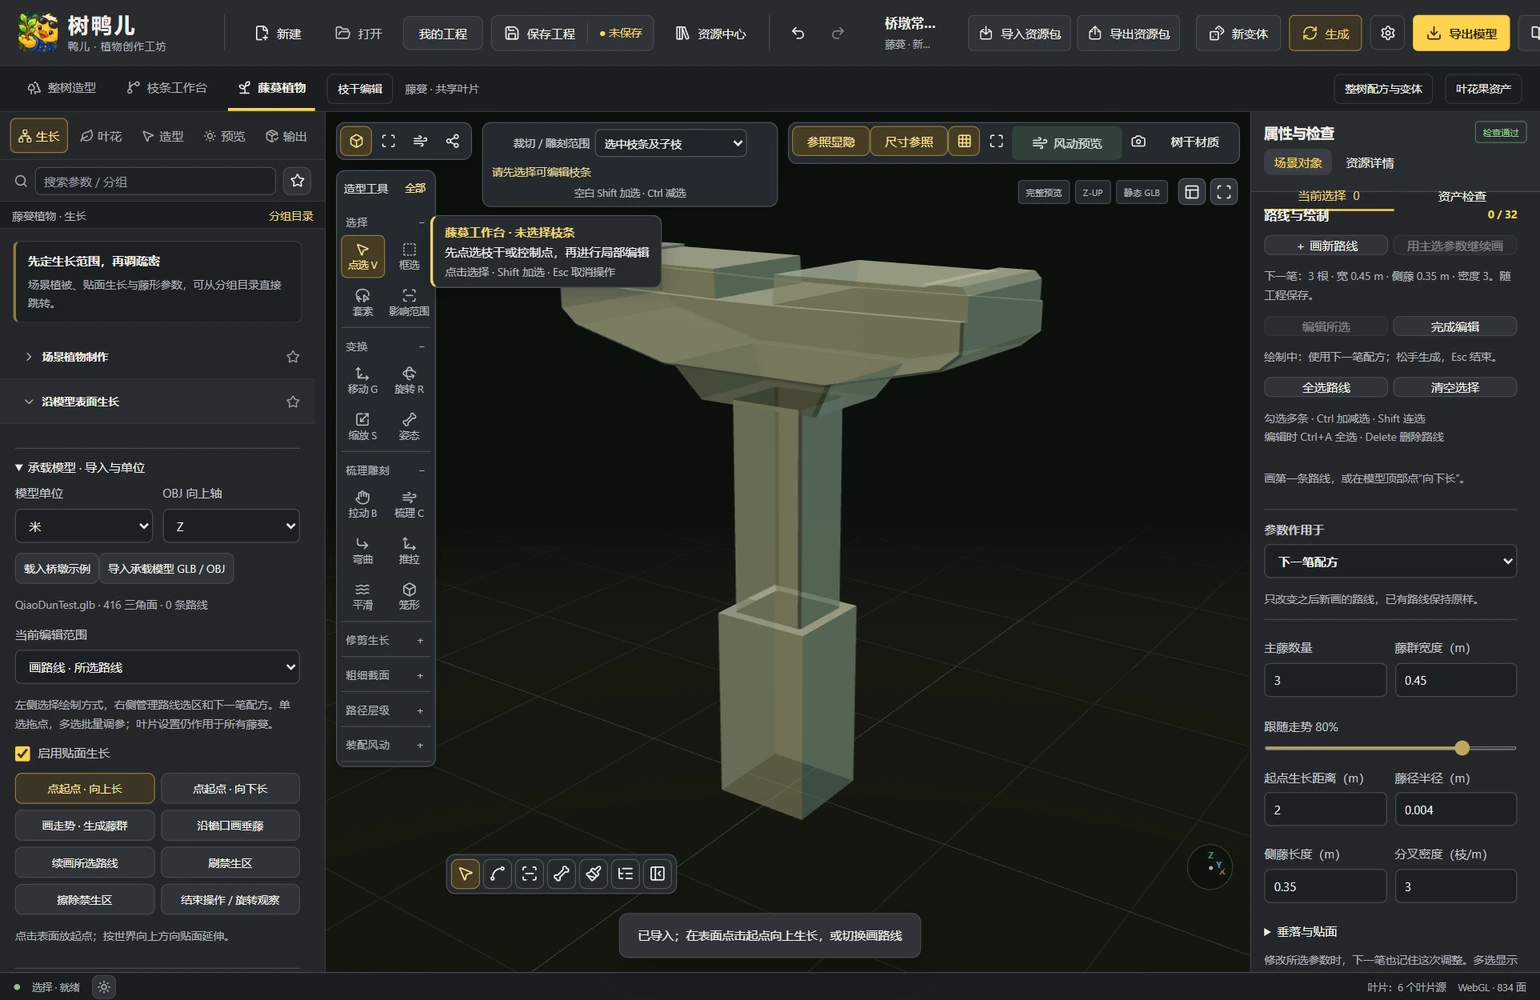 树鸭儿
鸭儿 · 植物创作工坊
新建
打开
我的工程
保存工程
未保存
资源中心
桥墩常...
藤蔓 · 新...
导入资源包
导出资源包
新变体
生成
导出模型
整树造型
枝条工作台
藤蔓植物
枝干编辑
藤蔓 · 共享叶片
整树配方与变体
叶花果资产
生长
叶花
造型
预览
输出
搜索参数 / 分组
藤蔓植物 · 生长
分组目录
先定生长范围，再调疏密
场景植被、贴面生长与藤形参数，可从分组目录直接
跳转。
场景植物制作
沿模型表面生长
承载模型 · 导入与单位
模型单位
OBJ 向上轴
米
Z
载入桥墩示例
导入承载模型 GLB / OBJ
QiaoDunTest.glb · 416 三角面 · 0 条路线
当前编辑范围
画路线 · 所选路线
左侧选择绘制方式，右侧管理路线选区和下一笔配方。单
选拖点，多选批量调参；叶片设置仍作用于所有藤蔓。
启用贴面生长
点起点 · 向上长
点起点 · 向下长
画走势 · 生成藤群
沿檐口画垂藤
续画所选路线
刷禁生区
擦除禁生区
结束操作 / 旋转观察
点击表面放起点；按世界向上方向贴面延伸。
选择 · 就绪
造型工具
全部
选择
−
点选 V
框选
套索
影响范围
变换
−
移动 G
旋转 R
缩放 S
姿态
梳理雕刻
−
拉动 B
梳理 C
弯曲
推拉
平滑
笼形
修剪生长
+
粗细截面
+
路径层级
+
装配风动
+
裁切 / 雕刻范围
选中枝条及子枝
请先选择可编辑枝条
空白 Shift 加选 · Ctrl 减选
藤蔓工作台 · 未选择枝条
先点选枝干或控制点，再进行局部编辑
点击选择 · Shift 加选 · Esc 取消操作
参照显隐
尺寸参照
风动预览
树干材质
完整预览
Z-UP
静态 GLB
Z
Y
X
已导入；在表面点击起点向上生长，或切换画路线
属性与检查
检查通过
场景对象
资源详情
当前选择 0
资产检查
路线与绘制
0 / 32
+ 画新路线
用主选参数继续画
下一笔：3 根 · 宽 0.45 m · 侧藤 0.35 m · 密度 3。随
工程保存。
编辑所选
完成编辑
绘制中：使用下一笔配方；松手生成，Esc 结束。
全选路线
清空选择
勾选多条 · Ctrl 加减选 · Shift 连选
编辑时 Ctrl+A 全选 · Delete 删除路线
画第一条路线，或在模型顶部点“向下长”。
参数作用于
下一笔配方
只改变之后新画的路线，已有路线保持原样。
主藤数量
藤群宽度（m）
3
0.45
跟随走势 80%
起点生长距离（m）
藤径半径（m）
2
0.004
侧藤长度（m）
分叉密度（枝/m）
0.35
3
垂落与贴面
修改所选参数时，下一笔也记住这次调整。多选显示
叶片：6 个叶片源
WebGL · 834 面